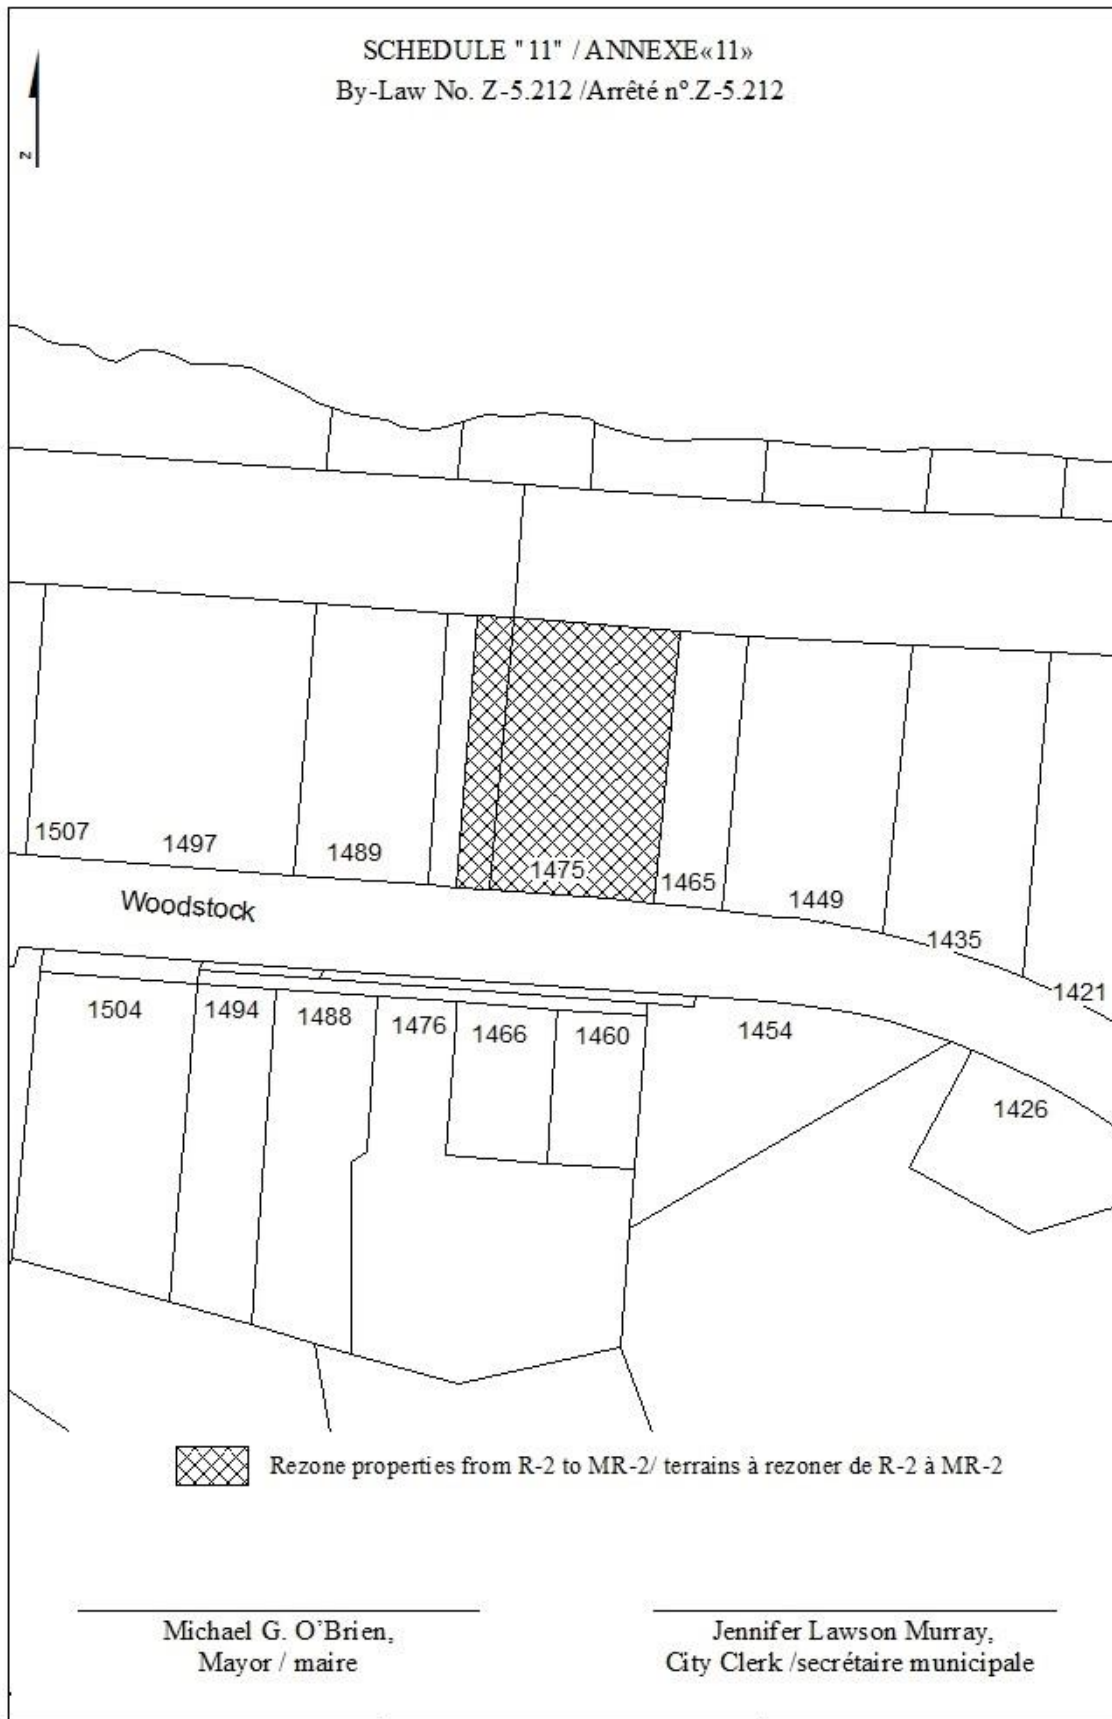 SCHEDULE "11" / ANNEXE«11»
By-Law No. Z-5.212 /Arrêté nº.Z-5.212
z
1507
1497
1489
1475
1465
1449
1435
1421
Woodstock
1504
1494
1488
1476
1466
1460
1454
1426
Rezone properties from R-2 to MR-2/ terrains à rezoner de R-2 à MR-2
Michael G. O’Brien,
Mayor / maire
Jennifer Lawson Murray,
City Clerk /secrétaire municipale